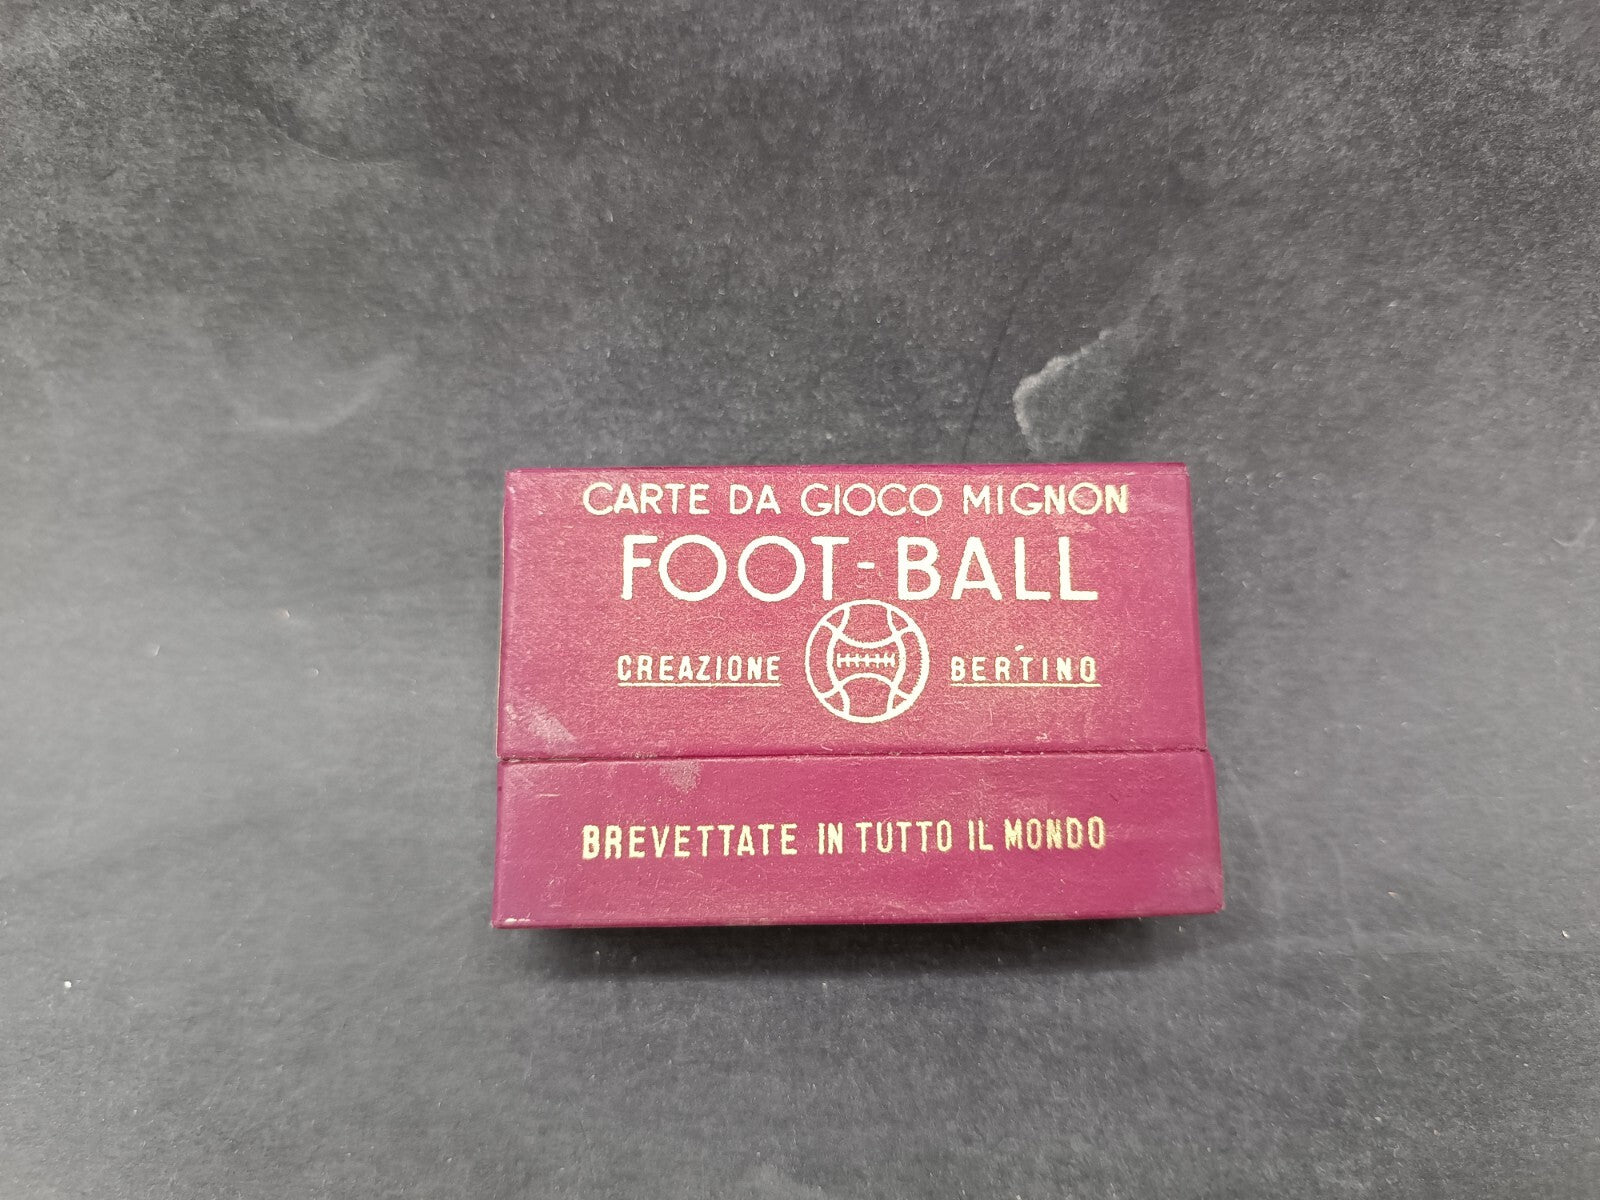 CARTE DA GIOCO MIGNON
FOOT-BALL
CREAZIONE BERTINO
BREVETTATE IN TUTTO IL MONDO